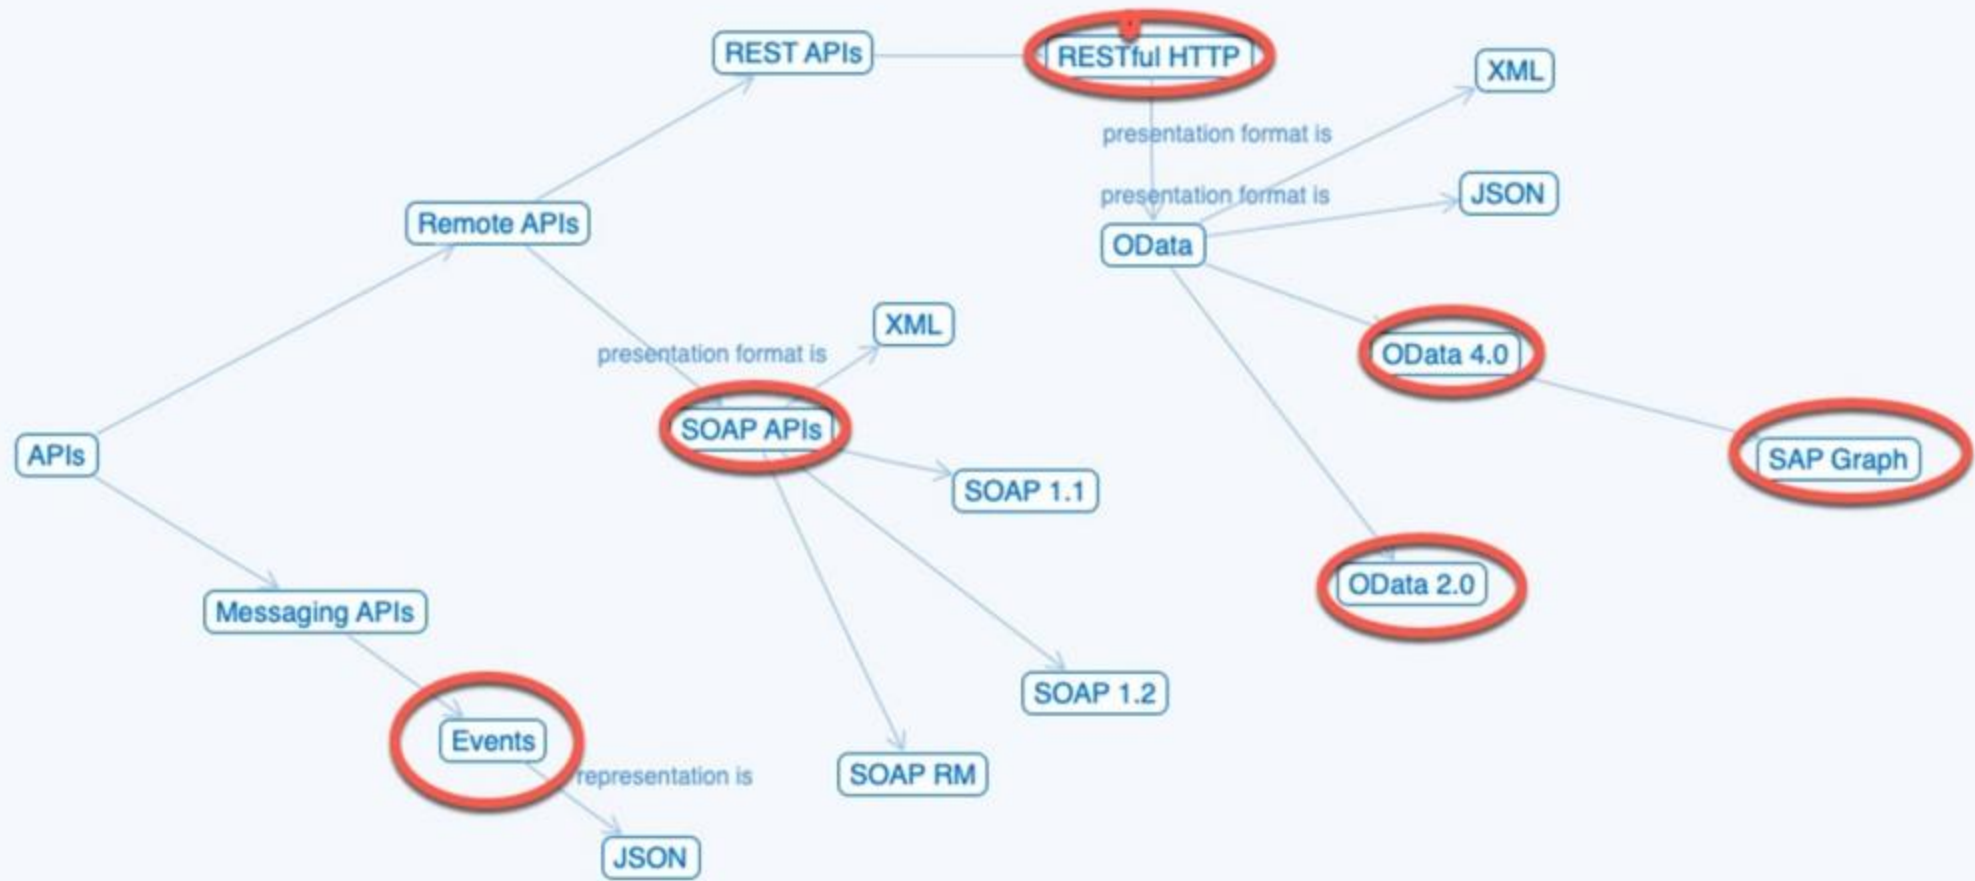 REST APIs
RESTful HTTP
XML
presentation format is
presentation format is
JSON
Remote APIs
OData
XML
presentation format is
OData 4.0
SOAP APIs
APIs
SAP Graph
SOAP 1.1
OData 2.0
Messaging APIs
SOAP 1.2
Events
representation is
SOAP RM
JSON